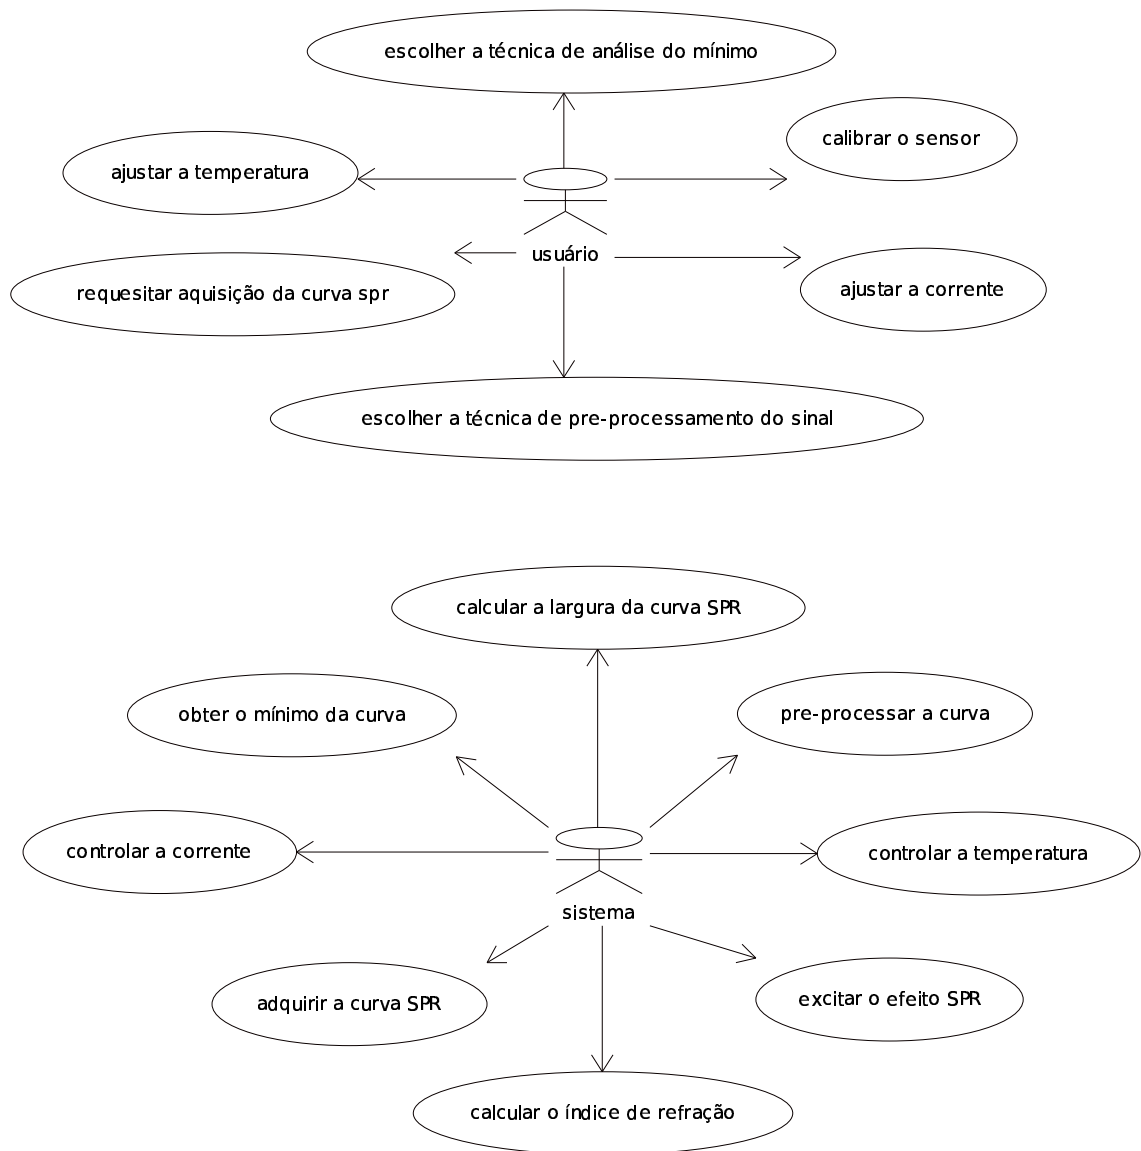 escolher a técnica de análise do mínimo
calibrar o sensor
ajustar a temperatura
usuário
requesitar aquisição da curva spr
ajustar a corrente
escolher a técnica de pre-processamento do sinal
calcular a largura da curva SPR
obter o mínimo da curva
pre-processar a curva
controlar a corrente
controlar a temperatura
sistema
adquirir a curva SPR
excitar o efeito SPR
calcular o índice de refração